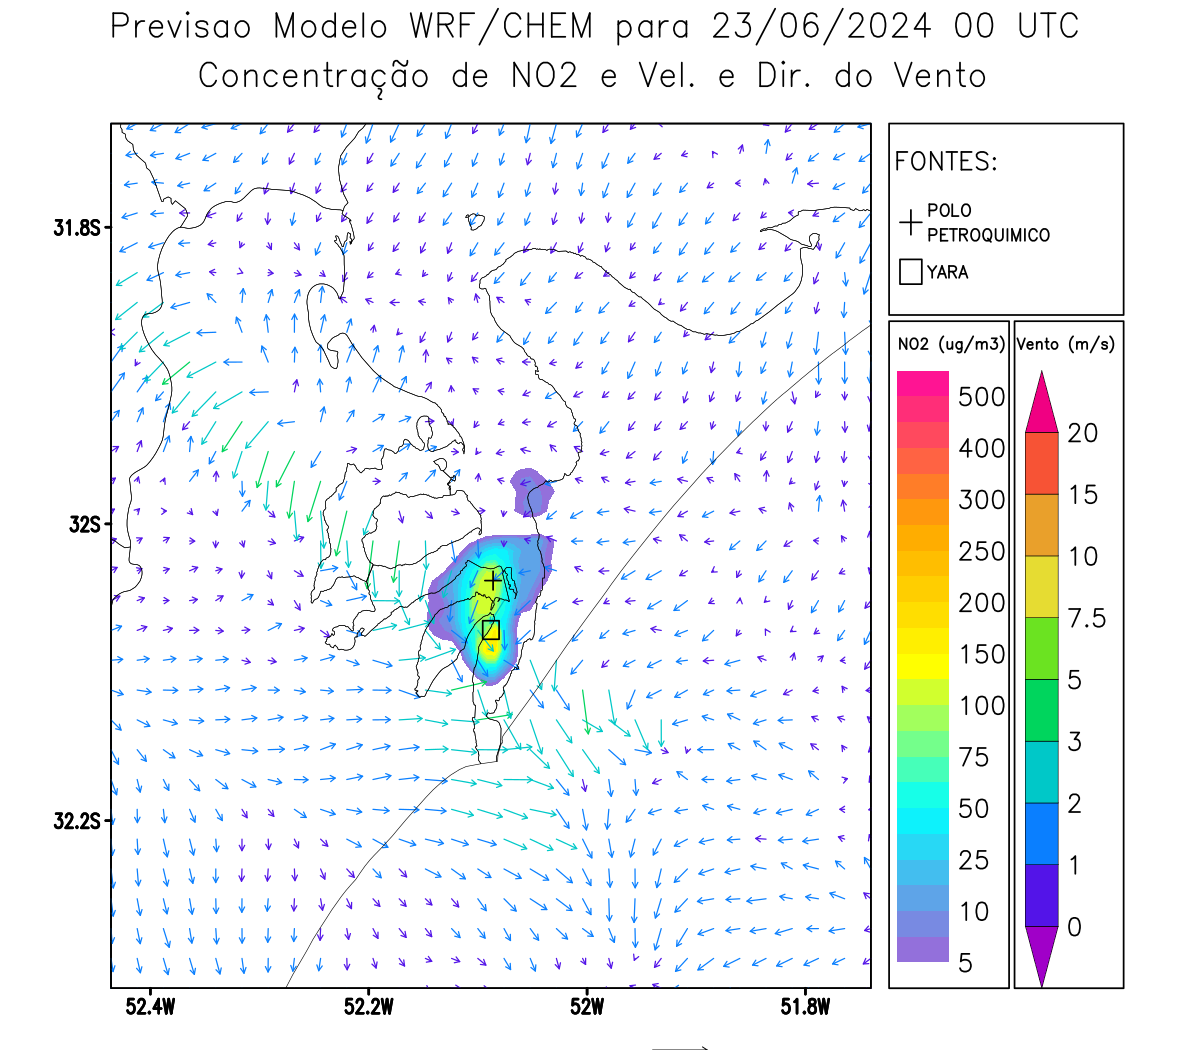 Previsao Modelo WRF/CHEM para 23/06/2024 00 UTC
Concentração de NO2 e Vel. e Dir. do Vento
FONTES:
POLO
PETROQUIMICO
YARA
NO2 (ug/m3)
500
400
300
250
200
150
100
75
50
25
10
5
Vento (m/s)
20
15
10
7.5
5
3
2
1
0
31.8S
32S
32.2S
52.4W
52.2W
52W
51.8W